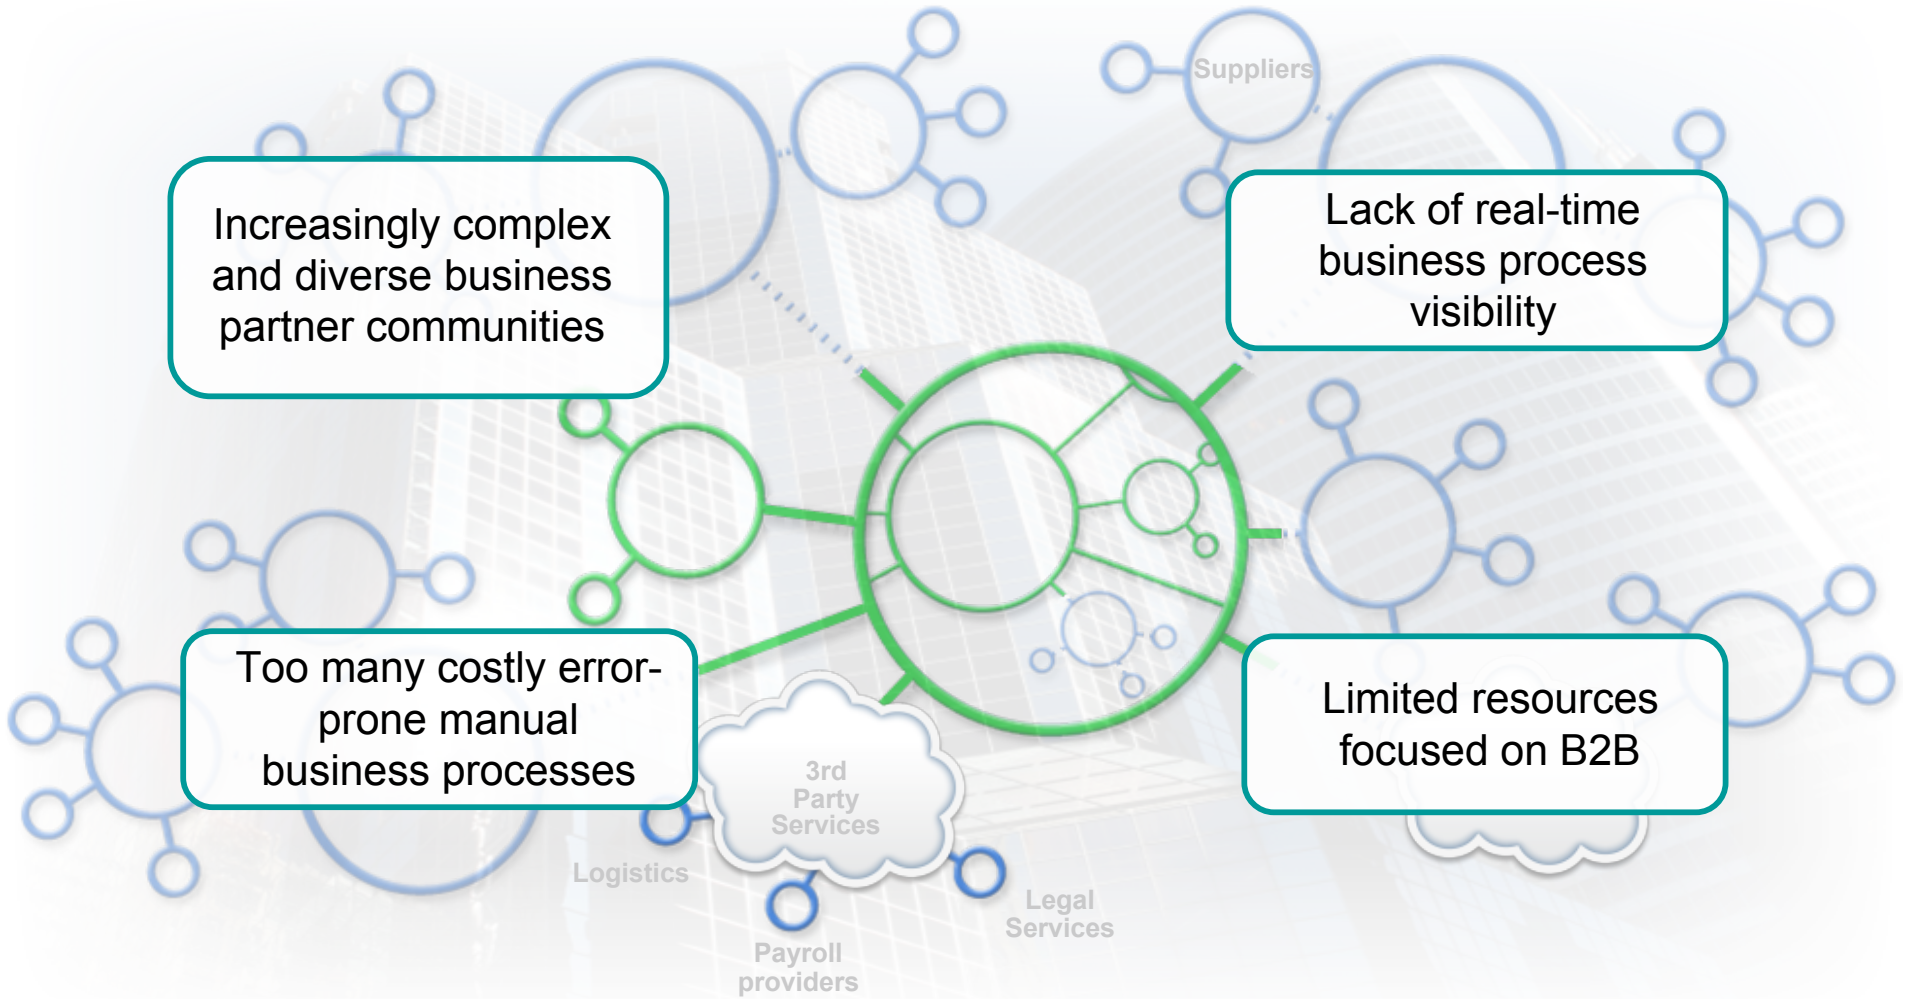 Suppliers
Increasingly complex
and diverse business
partner communities
Lack of real-time
business process
visibility
Too many costly error-
prone manual
business processes
Limited resources
focused on B2B
3rd
Party
Services
Logistics
Legal
Services
Payroll
providers